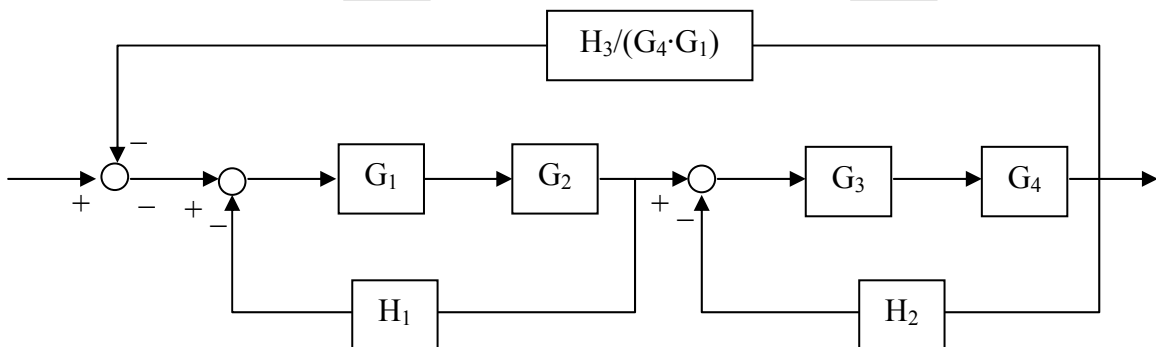 H₃/(G₄·G₁)
−
+ − + − G₁ G₂ + − G₃ G₄
H₁ H₂